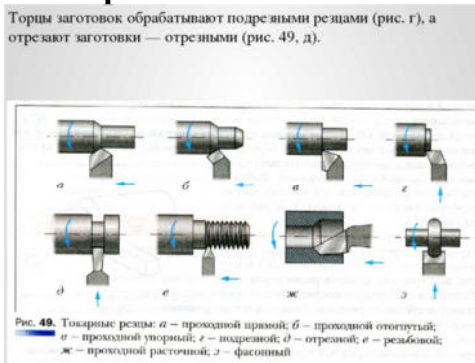 Торцы заготовок обрабатывают подрезными резцами (рис. г), а
отрезают заготовки — отрезными (рис. 49, д).
а
б
в
г
д
е
ж
з
Рис. 49. Токарные резцы: а – проходной прямой; б – проходной отогнутый;
в – проходной упорный; г – подрезной; д – отрезной; е – резьбовой;
ж – проходной расточной; з – фасонный